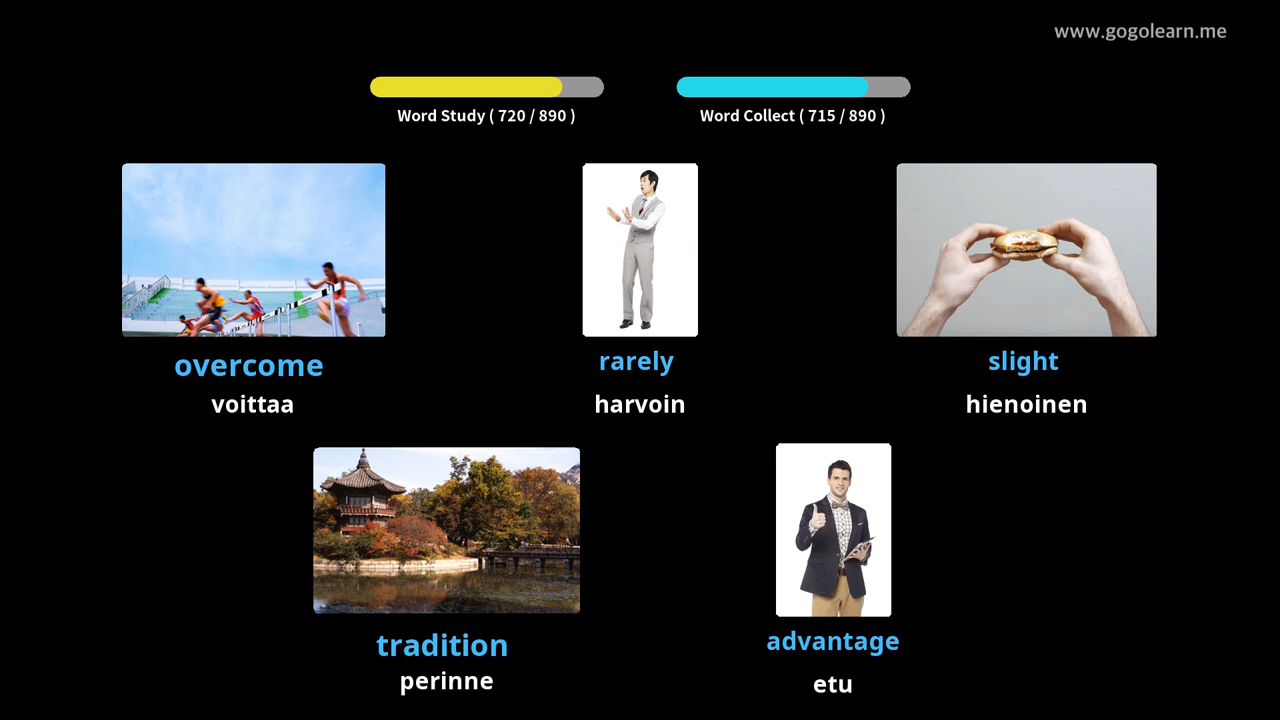 www.gogolearn.me
Word Study ( 720 / 890 )
Word Collect ( 715 / 890 )
overcome
voittaa
rarely
harvoin
slight
hienoinen
tradition
perinne
advantage
etu